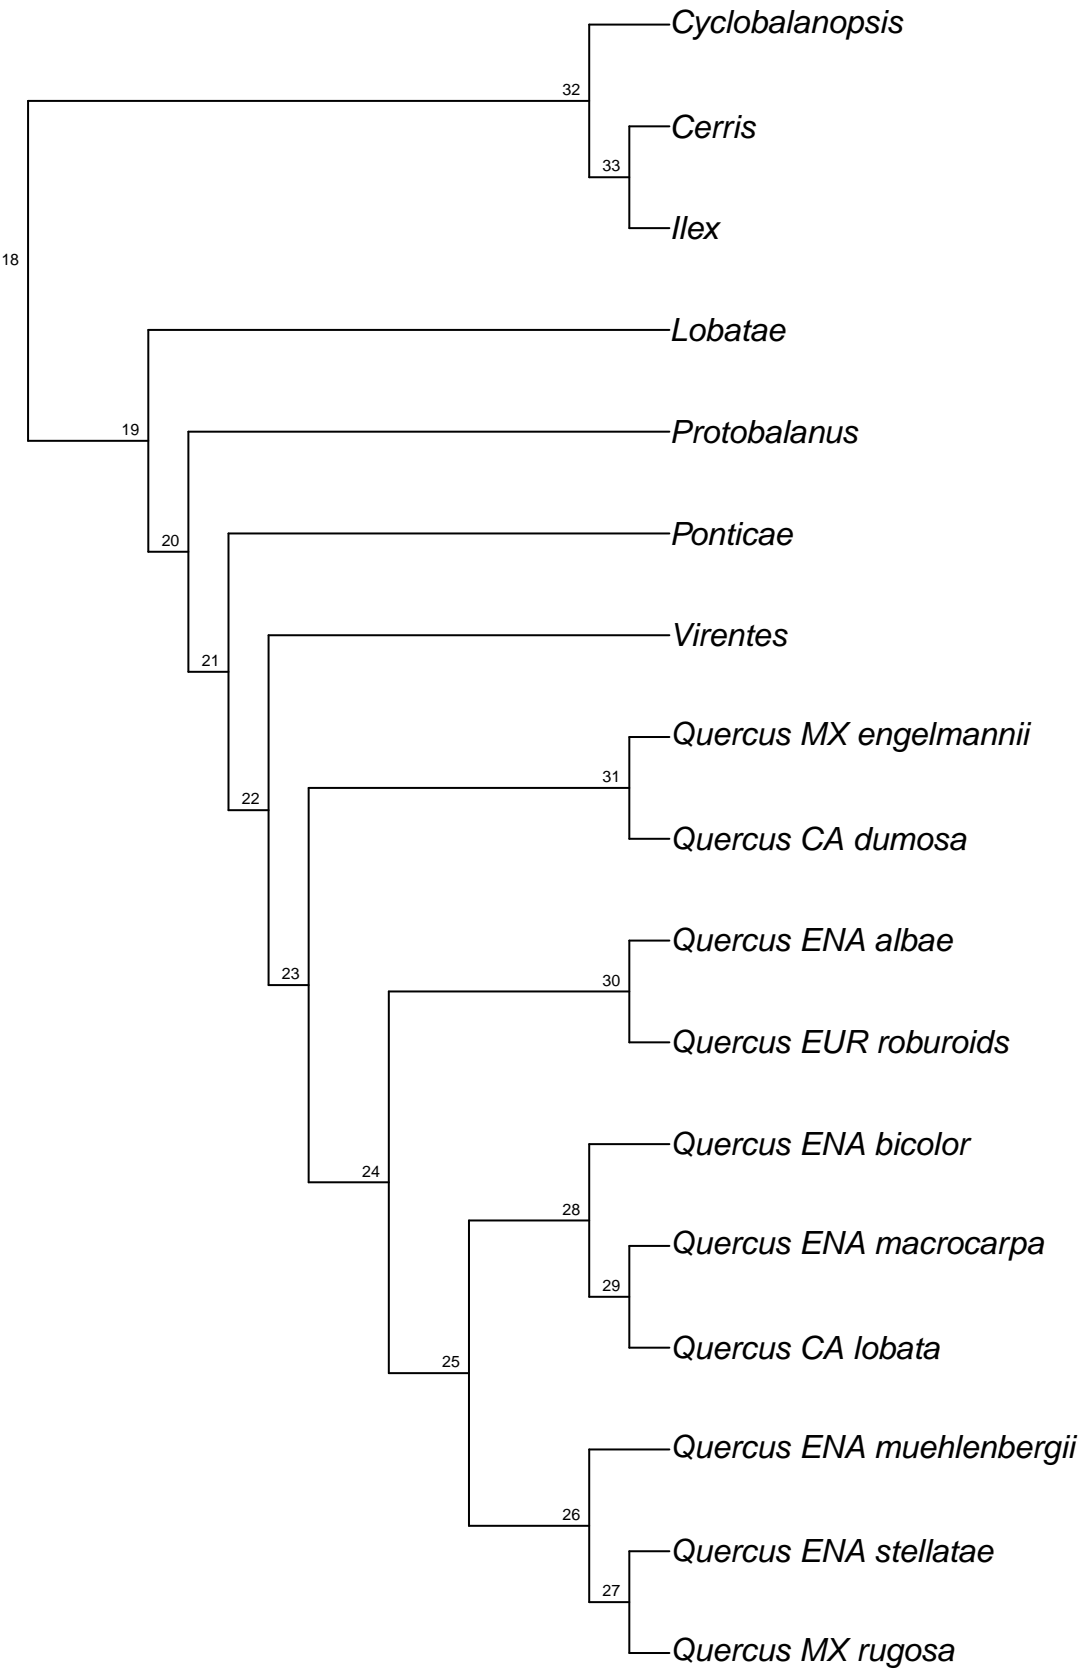 Cyclobalanopsis
32
Cerris
33
Ilex
18
Lobatae
19
Protobalanus
20
Ponticae
Virentes
21
Quercus MX engelmannii
31
22
Quercus CA dumosa
Quercus ENA albae
23
30
Quercus EUR roburoids
Quercus ENA bicolor
24
28
Quercus ENA macrocarpa
29
Quercus CA lobata
25
Quercus ENA muehlenbergii
26
Quercus ENA stellatae
27
Quercus MX rugosa